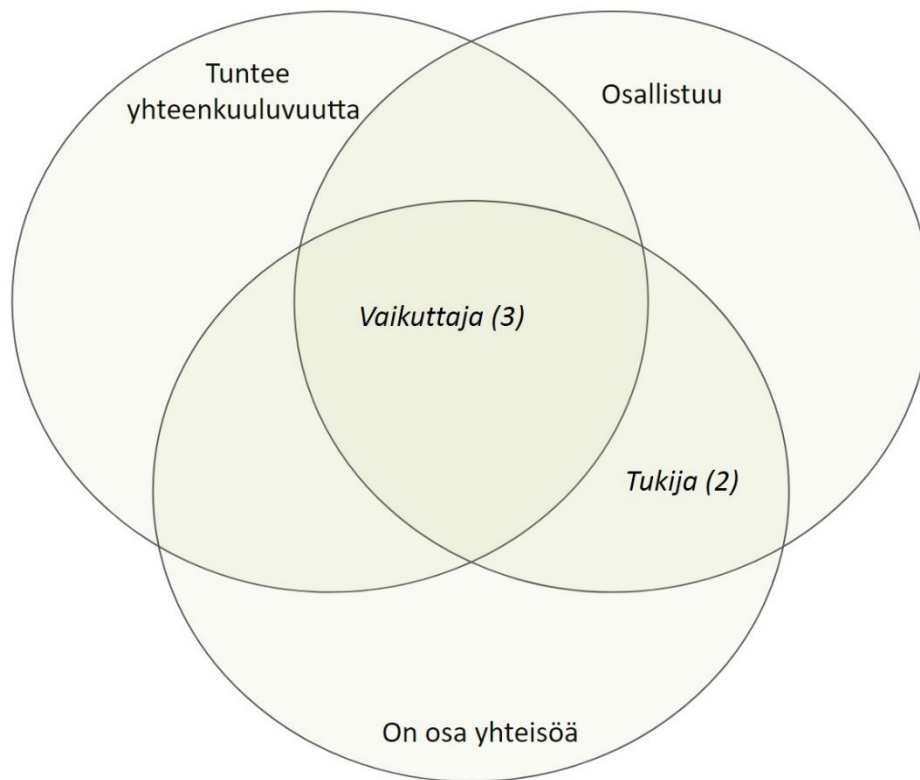 Tuntee
yhteenkuuluvuutta
Osallistuu
Vaikuttaja (3)
Tukija (2)
On osa yhteisöä